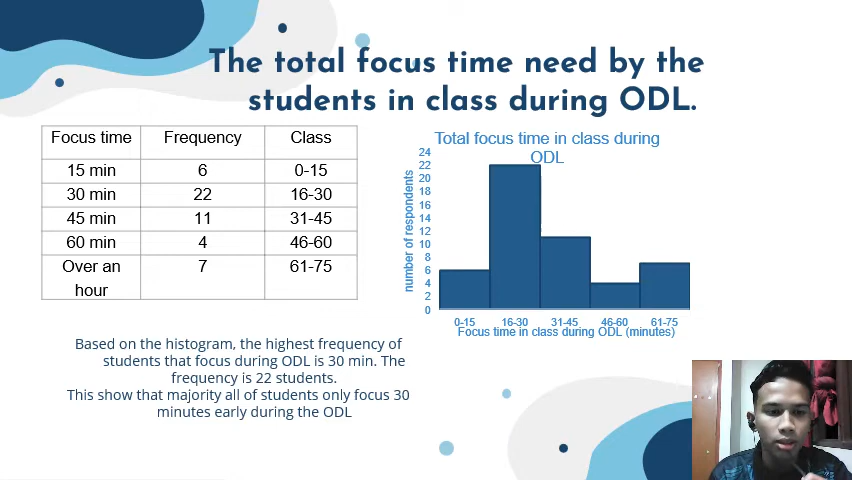 The total focus time need by the
students in class during ODL.
Focus time Frequency Class
15 min 6 0-15
30 min 22 16-30
45 min 11 31-45
60 min 4 46-60
Over an 7 61-75
hour
Total focus time in class during
ODL
number of respondents
24
22
20
18
16
14
12
10
8
6
4
2
0
0-15 16-30 31-45 46-60 61-75
Focus time in class during ODL (minutes)
Based on the histogram, the highest frequency of
students that focus during ODL is 30 min. The
frequency is 22 students.
This show that majority all of students only focus 30
minutes early during the ODL